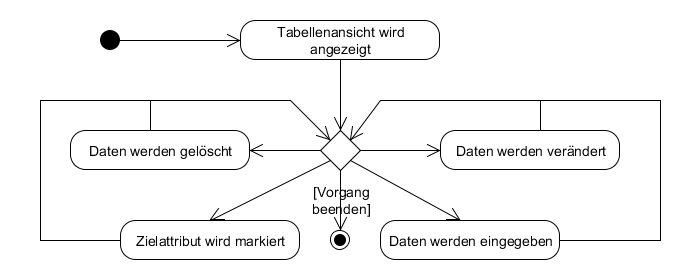 Tabellenansicht wird
angezeigt
Daten werden gelöscht
Daten werden verändert
[Vorgang
beenden]
Zielattribut wird markiert
Daten werden eingegeben